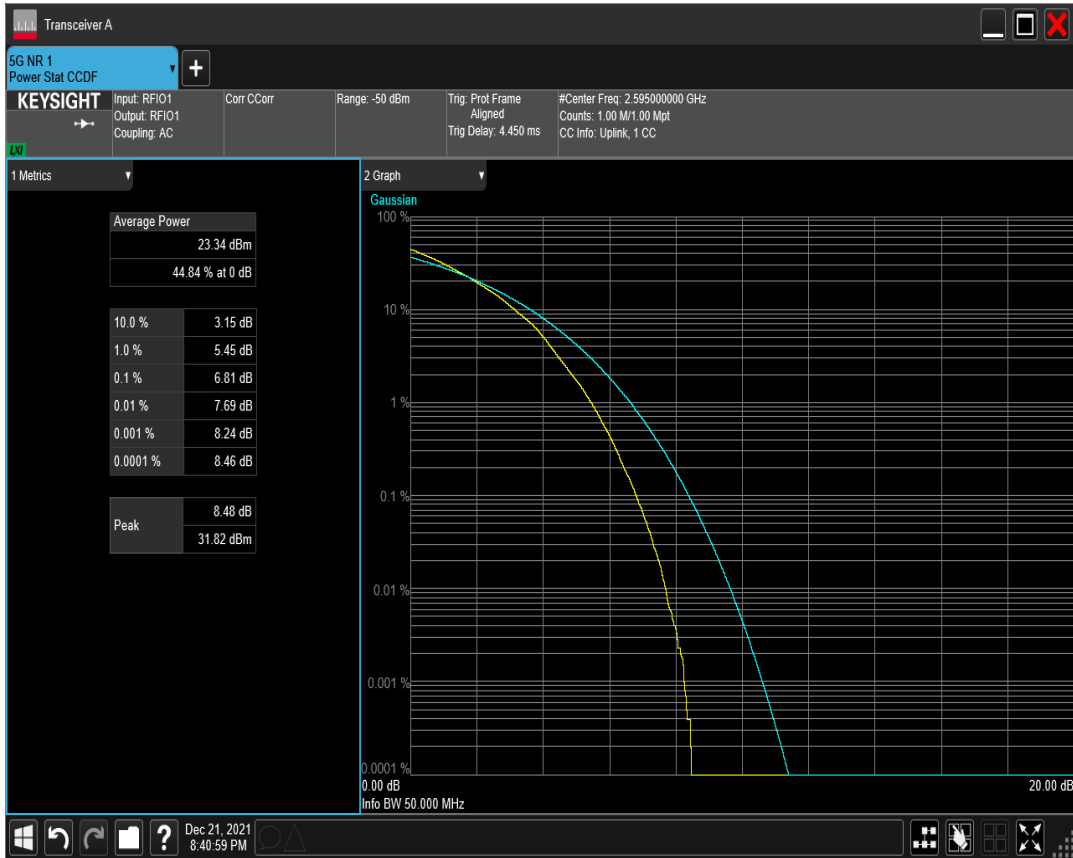 Transceiver A
5G NR 1
Power Stat CCDF
KEYSIGHT
LXI
Input: RFIO1
Output: RFIO1
Coupling: AC
Corr CCorr
Range: -50 dBm
Trig: Prot Frame
Aligned
Trig Delay: 4.450 ms
#Center Freq: 2.595000000 GHz
Counts: 1.00 M/1.00 Mpt
CC Info: Uplink, 1 CC
1 Metrics
Average Power
23.34 dBm
44.84 % at 0 dB
10.0 % 3.15 dB
1.0 % 5.45 dB
0.1 % 6.81 dB
0.01 % 7.69 dB
0.001 % 8.24 dB
0.0001 % 8.46 dB
Peak
8.48 dB
31.82 dBm
2 Graph
Gaussian
100 %
10 %
1 %
0.1 %
0.01 %
0.001 %
0.0001 %
0.00 dB 20.00 dB
Info BW 50.000 MHz
?
Dec 21, 2021
8:40:59 PM